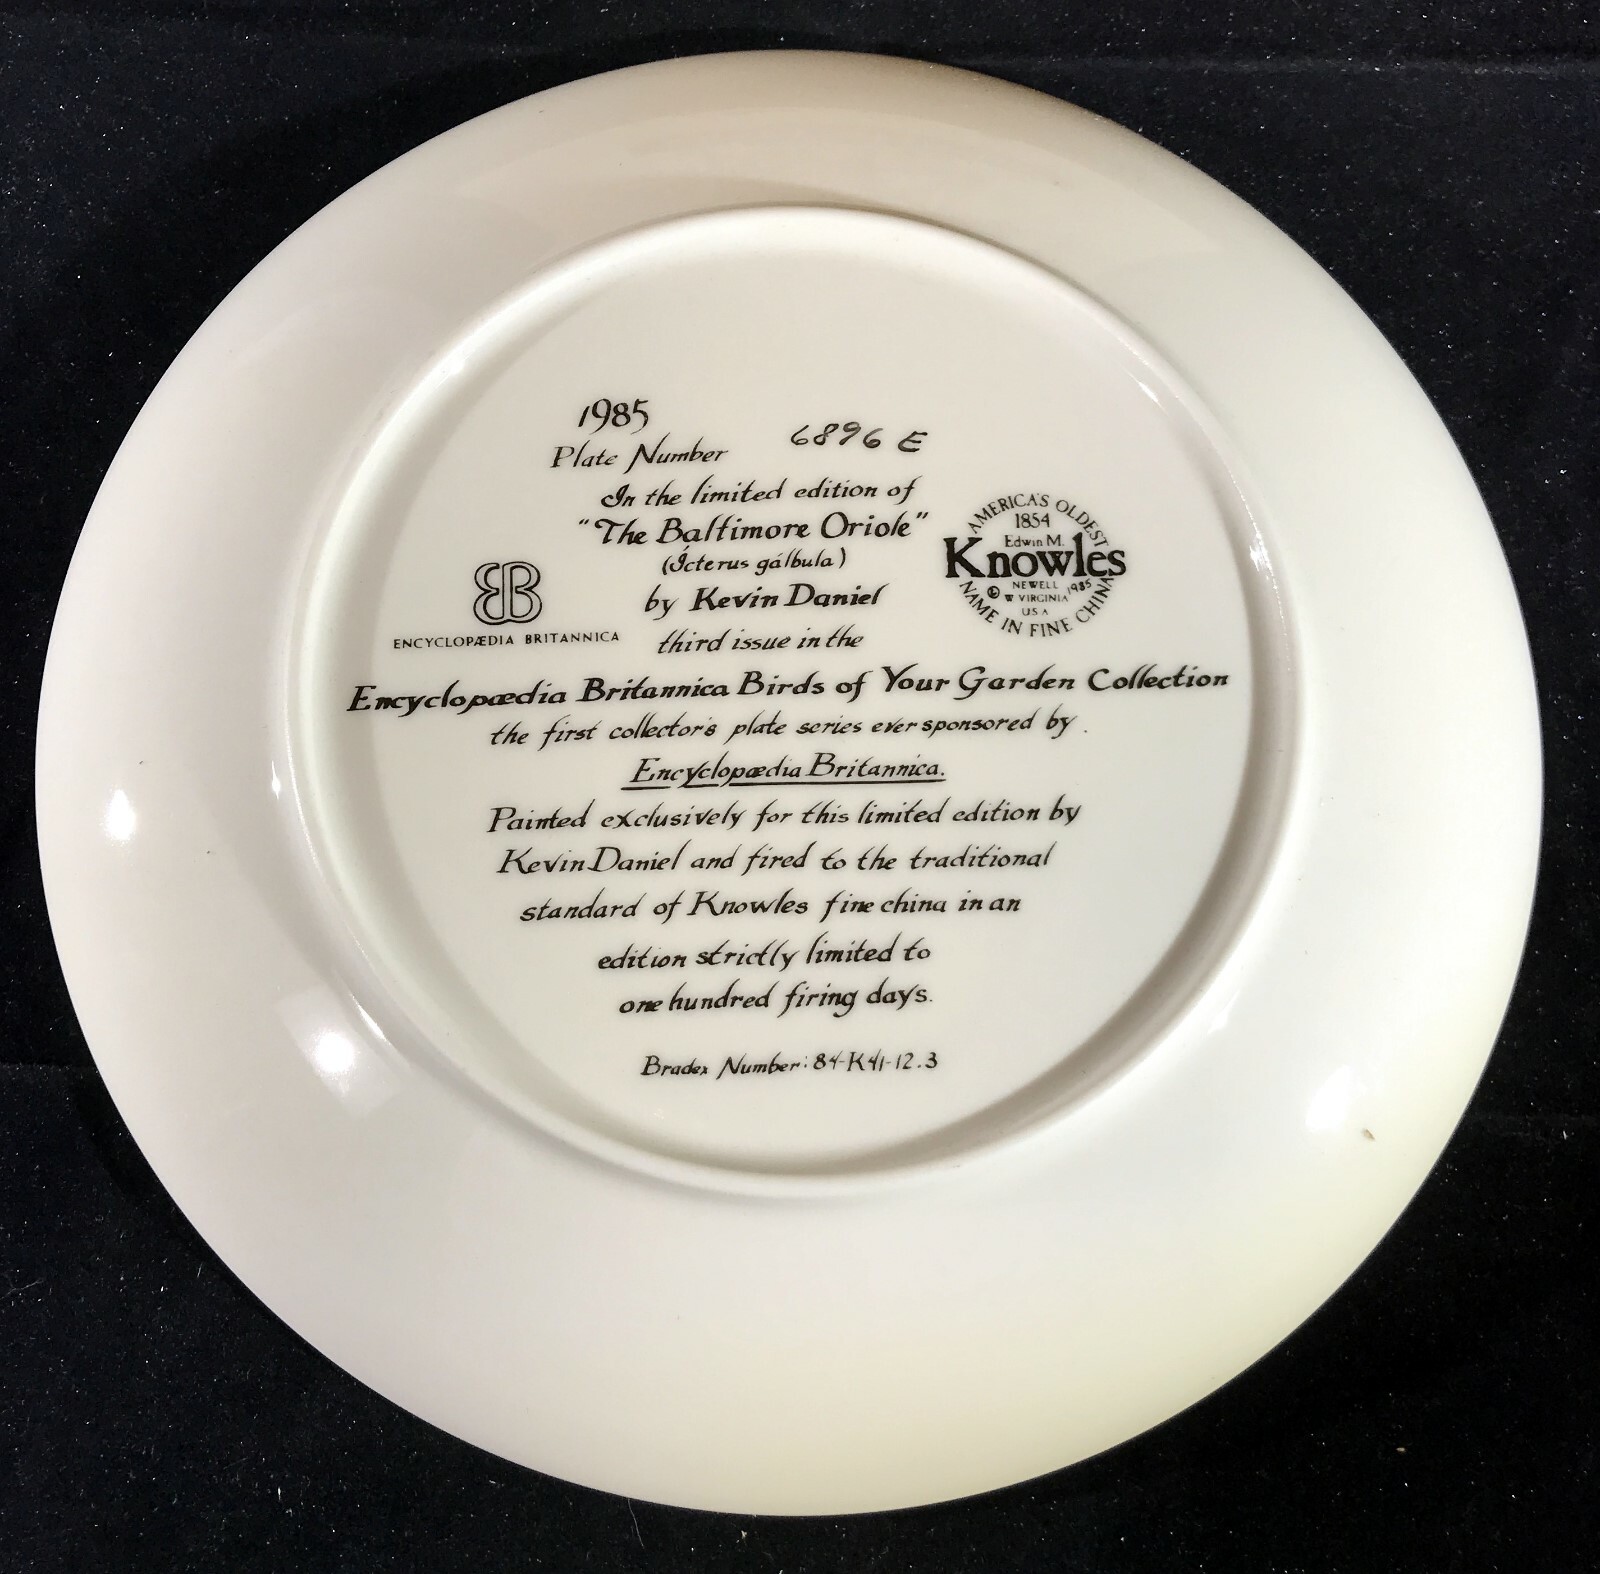 1985
Plate Number 6896 E
In the limited edition of
"The Baltimore Oriole"
(Ícterus gálbula)
by Kevin Daniel
third issue in the
Encyclopædia Britannica Birds of Your Garden Collection
the first collector's plate series ever sponsored by
Encyclopædia Britannica.
Painted exclusively for this limited edition by
Kevin Daniel and fired to the traditional
standard of Knowles fine china in an
edition strictly limited to
one hundred firing days.
Bradex Number: 84-K41-12.3
EB
ENCYCLOPÆDIA BRITANNICA
AMERICA'S OLDEST
1854
Edwin M.
Knowles
NEWELL
© W VIRGINIA 1985
USA
NAME IN FINE CHINA